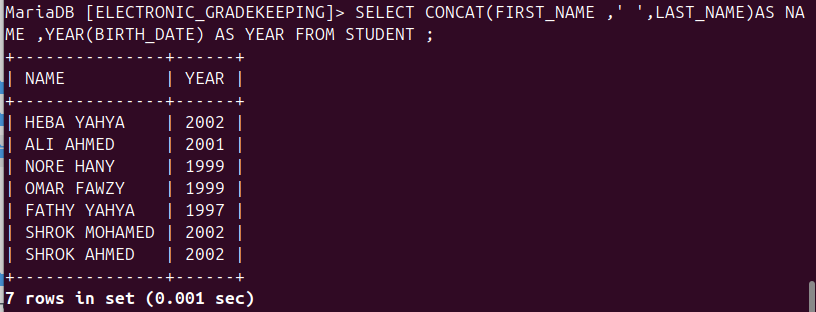 MariaDB [ELECTRONIC_GRADEKEEPING]> SELECT CONCAT(FIRST_NAME ,' ',LAST_NAME)AS NA
ME ,YEAR(BIRTH_DATE) AS YEAR FROM STUDENT ;
+---------------+------+
| NAME          | YEAR |
+---------------+------+
| HEBA YAHYA    | 2002 |
| ALI AHMED     | 2001 |
| NORE HANY     | 1999 |
| OMAR FAWZY    | 1999 |
| FATHY YAHYA   | 1997 |
| SHROK MOHAMED | 2002 |
| SHROK AHMED   | 2002 |
+---------------+------+
7 rows in set (0.001 sec)